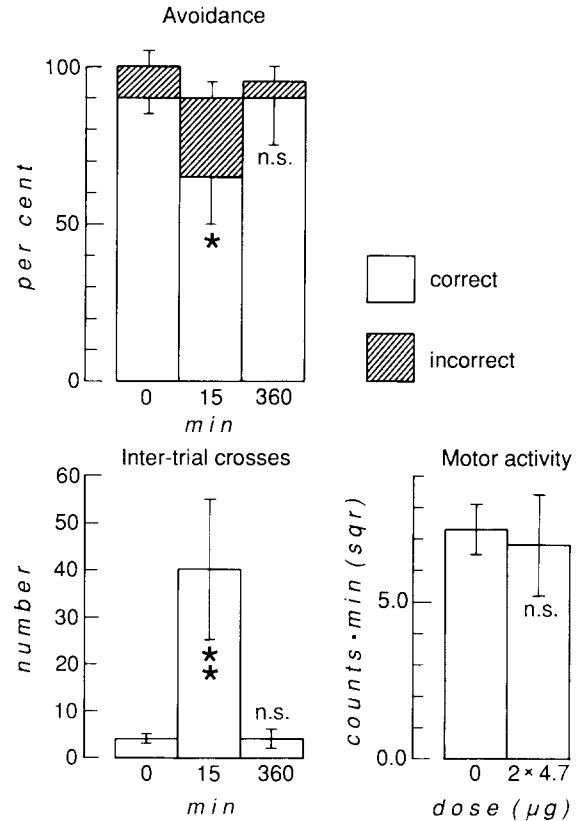 Avoidance
100
50
0
per cent
n.s.
*
0 15 360
min
correct
incorrect
Inter-trial crosses
60
50
40
30
20
10
0
number
*
*
n.s.
0 15 360
min
Motor activity
5.0
0.0
counts·min (sqr)
n.s.
0 2 × 4.7
dose (μg)